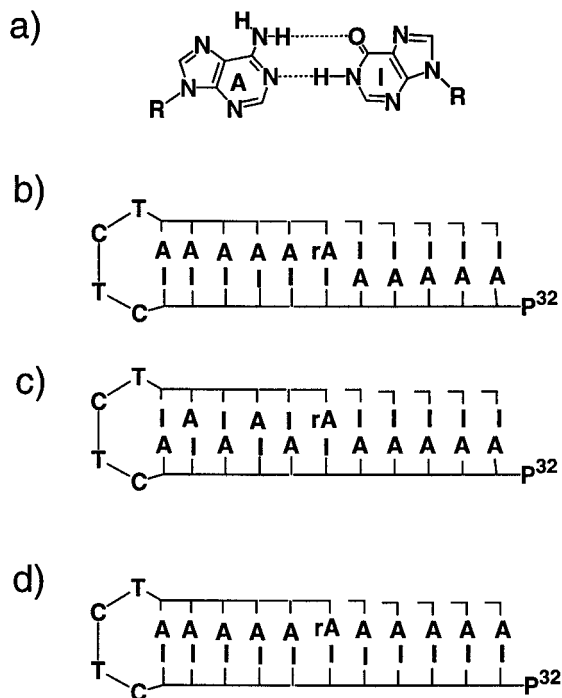 a)
H
N H O N
N
N A N H N I N
R N N R
b)
T
C A A A A A rA I I I I I
I I I I I I A A A A A
T C P32
c)
T
C I A I A I rA I I I I I
A I A I A I A A A A A
T C P32
d)
T
C A A A A A rA A A A A A
I I I I I I I I I I I
T C P32